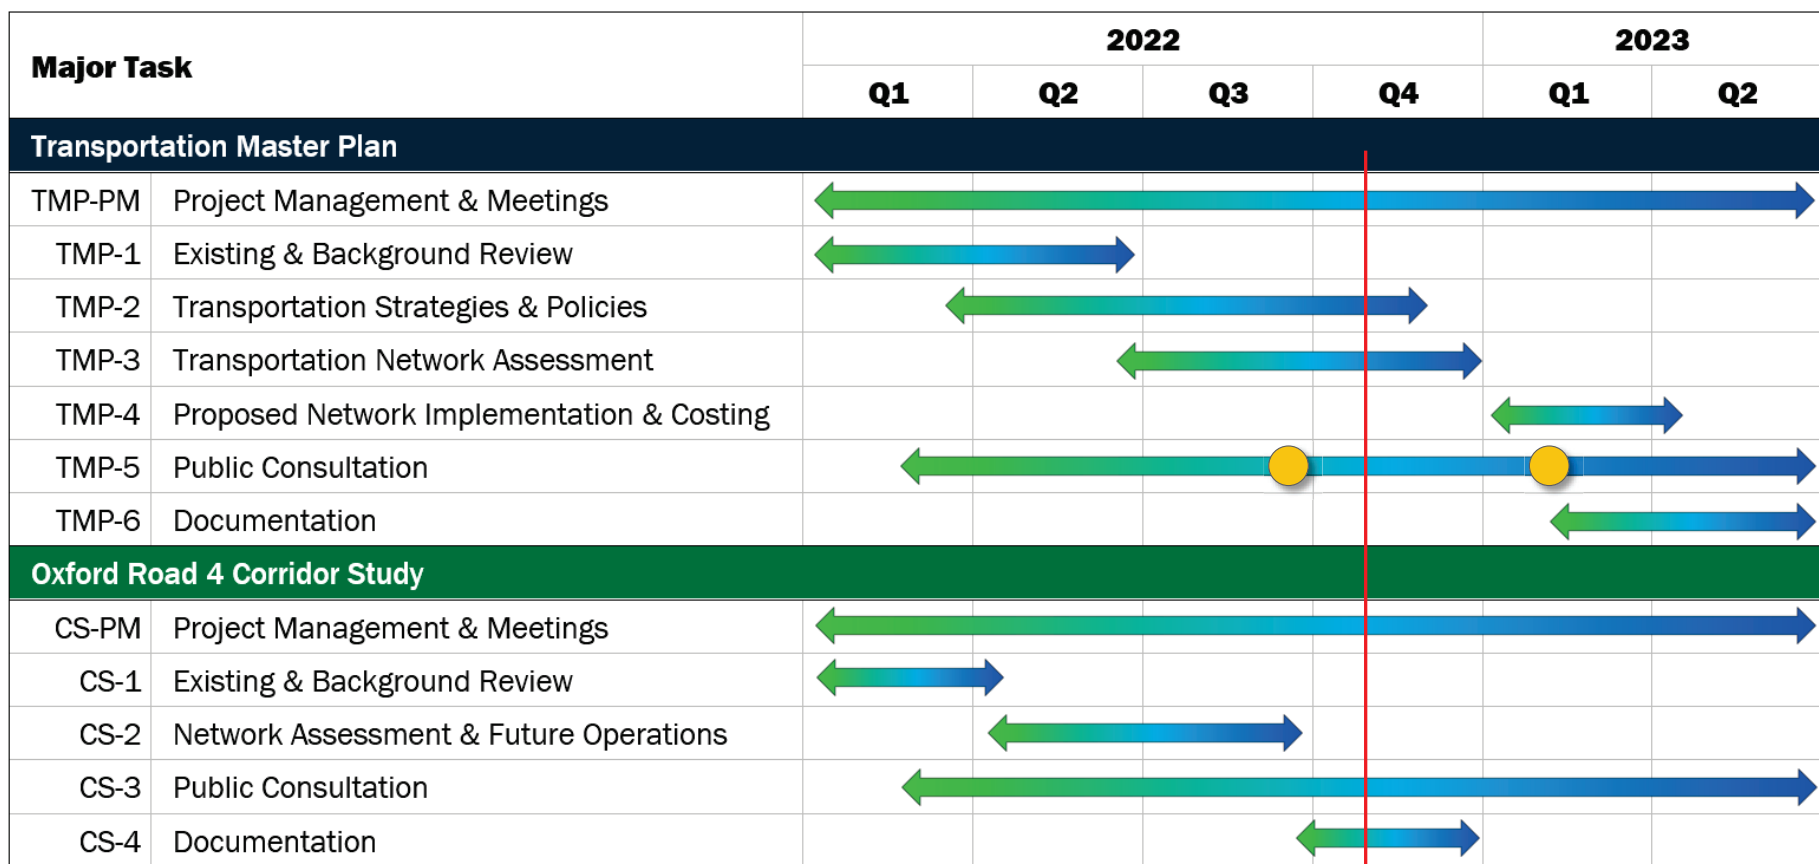 Major Task
2022
2023
Q1 Q2 Q3 Q4 Q1 Q2
Transportation Master Plan
TMP-PM Project Management & Meetings
TMP-1 Existing & Background Review
TMP-2 Transportation Strategies & Policies
TMP-3 Transportation Network Assessment
TMP-4 Proposed Network Implementation & Costing
TMP-5 Public Consultation
TMP-6 Documentation
Oxford Road 4 Corridor Study
CS-PM Project Management & Meetings
CS-1 Existing & Background Review
CS-2 Network Assessment & Future Operations
CS-3 Public Consultation
CS-4 Documentation